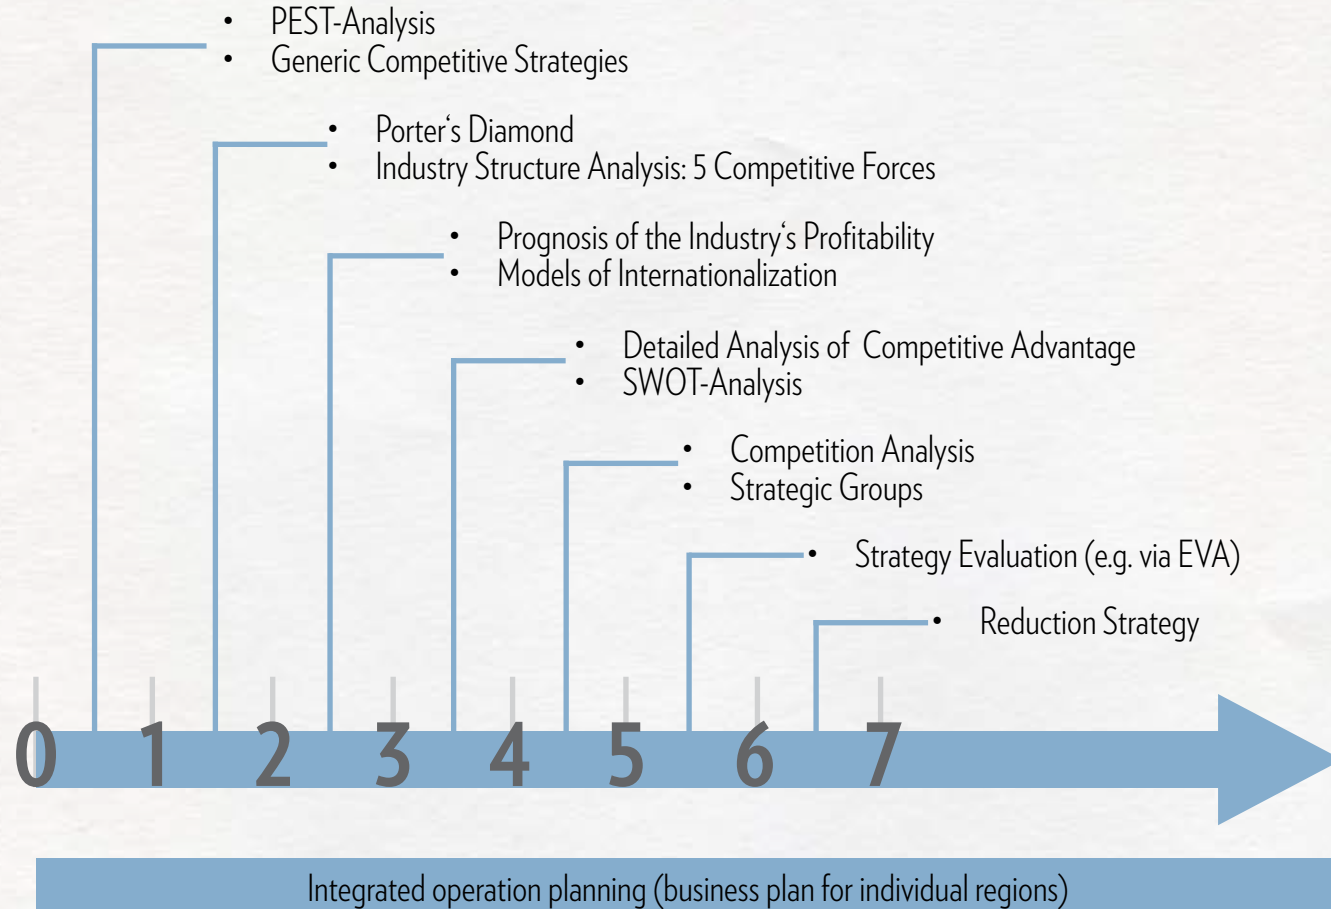 • PEST-Analysis
• Generic Competitive Strategies
• Porter‘s Diamond
• Industry Structure Analysis: 5 Competitive Forces
• Prognosis of the Industry‘s Profitability
• Models of Internationalization
• Detailed Analysis of Competitive Advantage
• SWOT-Analysis
• Competition Analysis
• Strategic Groups
• Strategy Evaluation (e.g. via EVA)
• Reduction Strategy
0 1 2 3 4 5 6 7
Integrated operation planning (business plan for individual regions)